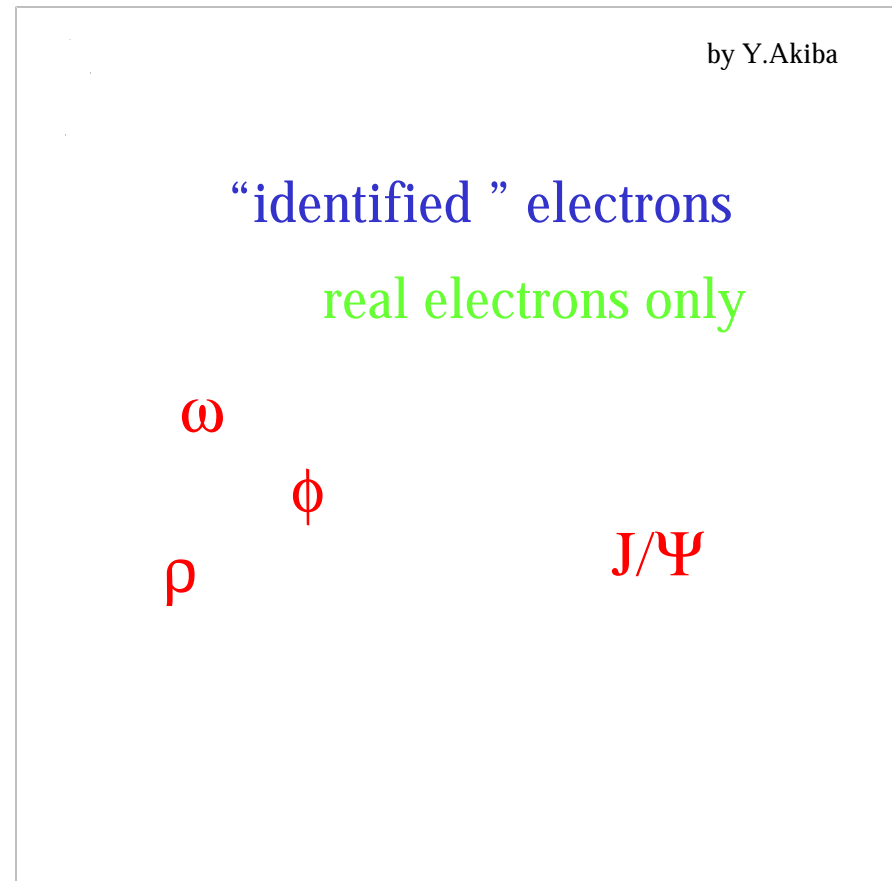 by Y.Akiba
“identified ” electrons
real electrons only
ω
ϕ
J/Ψ
ρ